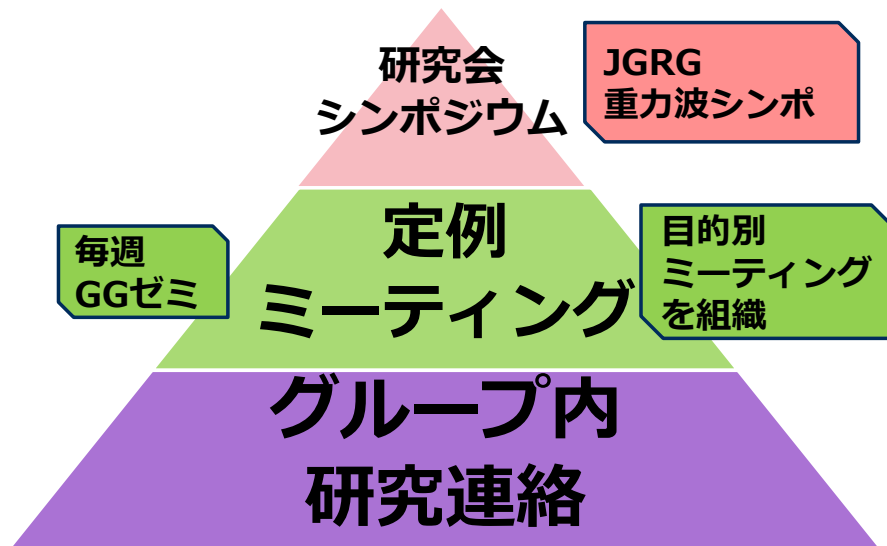 研究会
シンポジウム
JGRG
重力波シンポ
定例
ミーティング
毎週
GGゼミ
目的別
ミーティング
を組織
グループ内
研究連絡